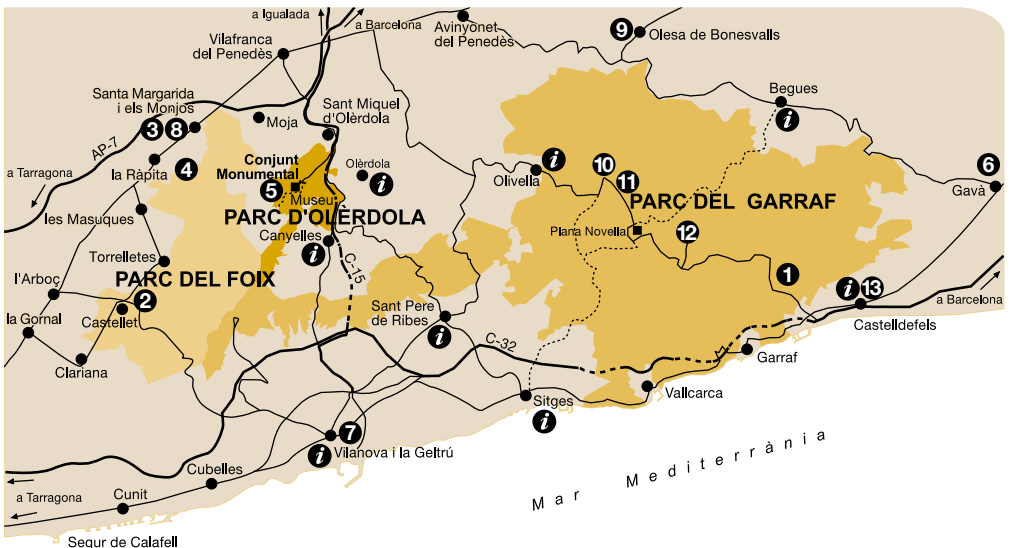 a Igualada
a Barcelona
Avinyonet
del Penedès
9
Olesa de Bonesvalls
Vilafranca
del Penedès
Santa Margarida
i els Monjos
3 8
Moja
Sant Miquel
d'Olèrdola
Begues
i
AP-7
a Tarragona
la Ràpita
4
Conjunt
Monumental
5
Museu
Olèrdola
i
i
Olivella
10
11
6
Gavà
PARC D'OLÈRDOLA
PARC DEL GARRAF
les Masuques
Canyelles
i
C-15
Plana Novella
12
Torrelletes
PARC DEL FOIX
l'Arboç
2
Castellet
1
i 13
a Barcelona
Castelldefels
Sant Pere
de Ribes
i
la Gornal
Clariana
C-32
Garraf
Vallcarca
Sitges
i
7
i
Vilanova i la Geltrú
Mar Mediterrània
Cubelles
a Tarragona
Cunit
Segur de Calafell